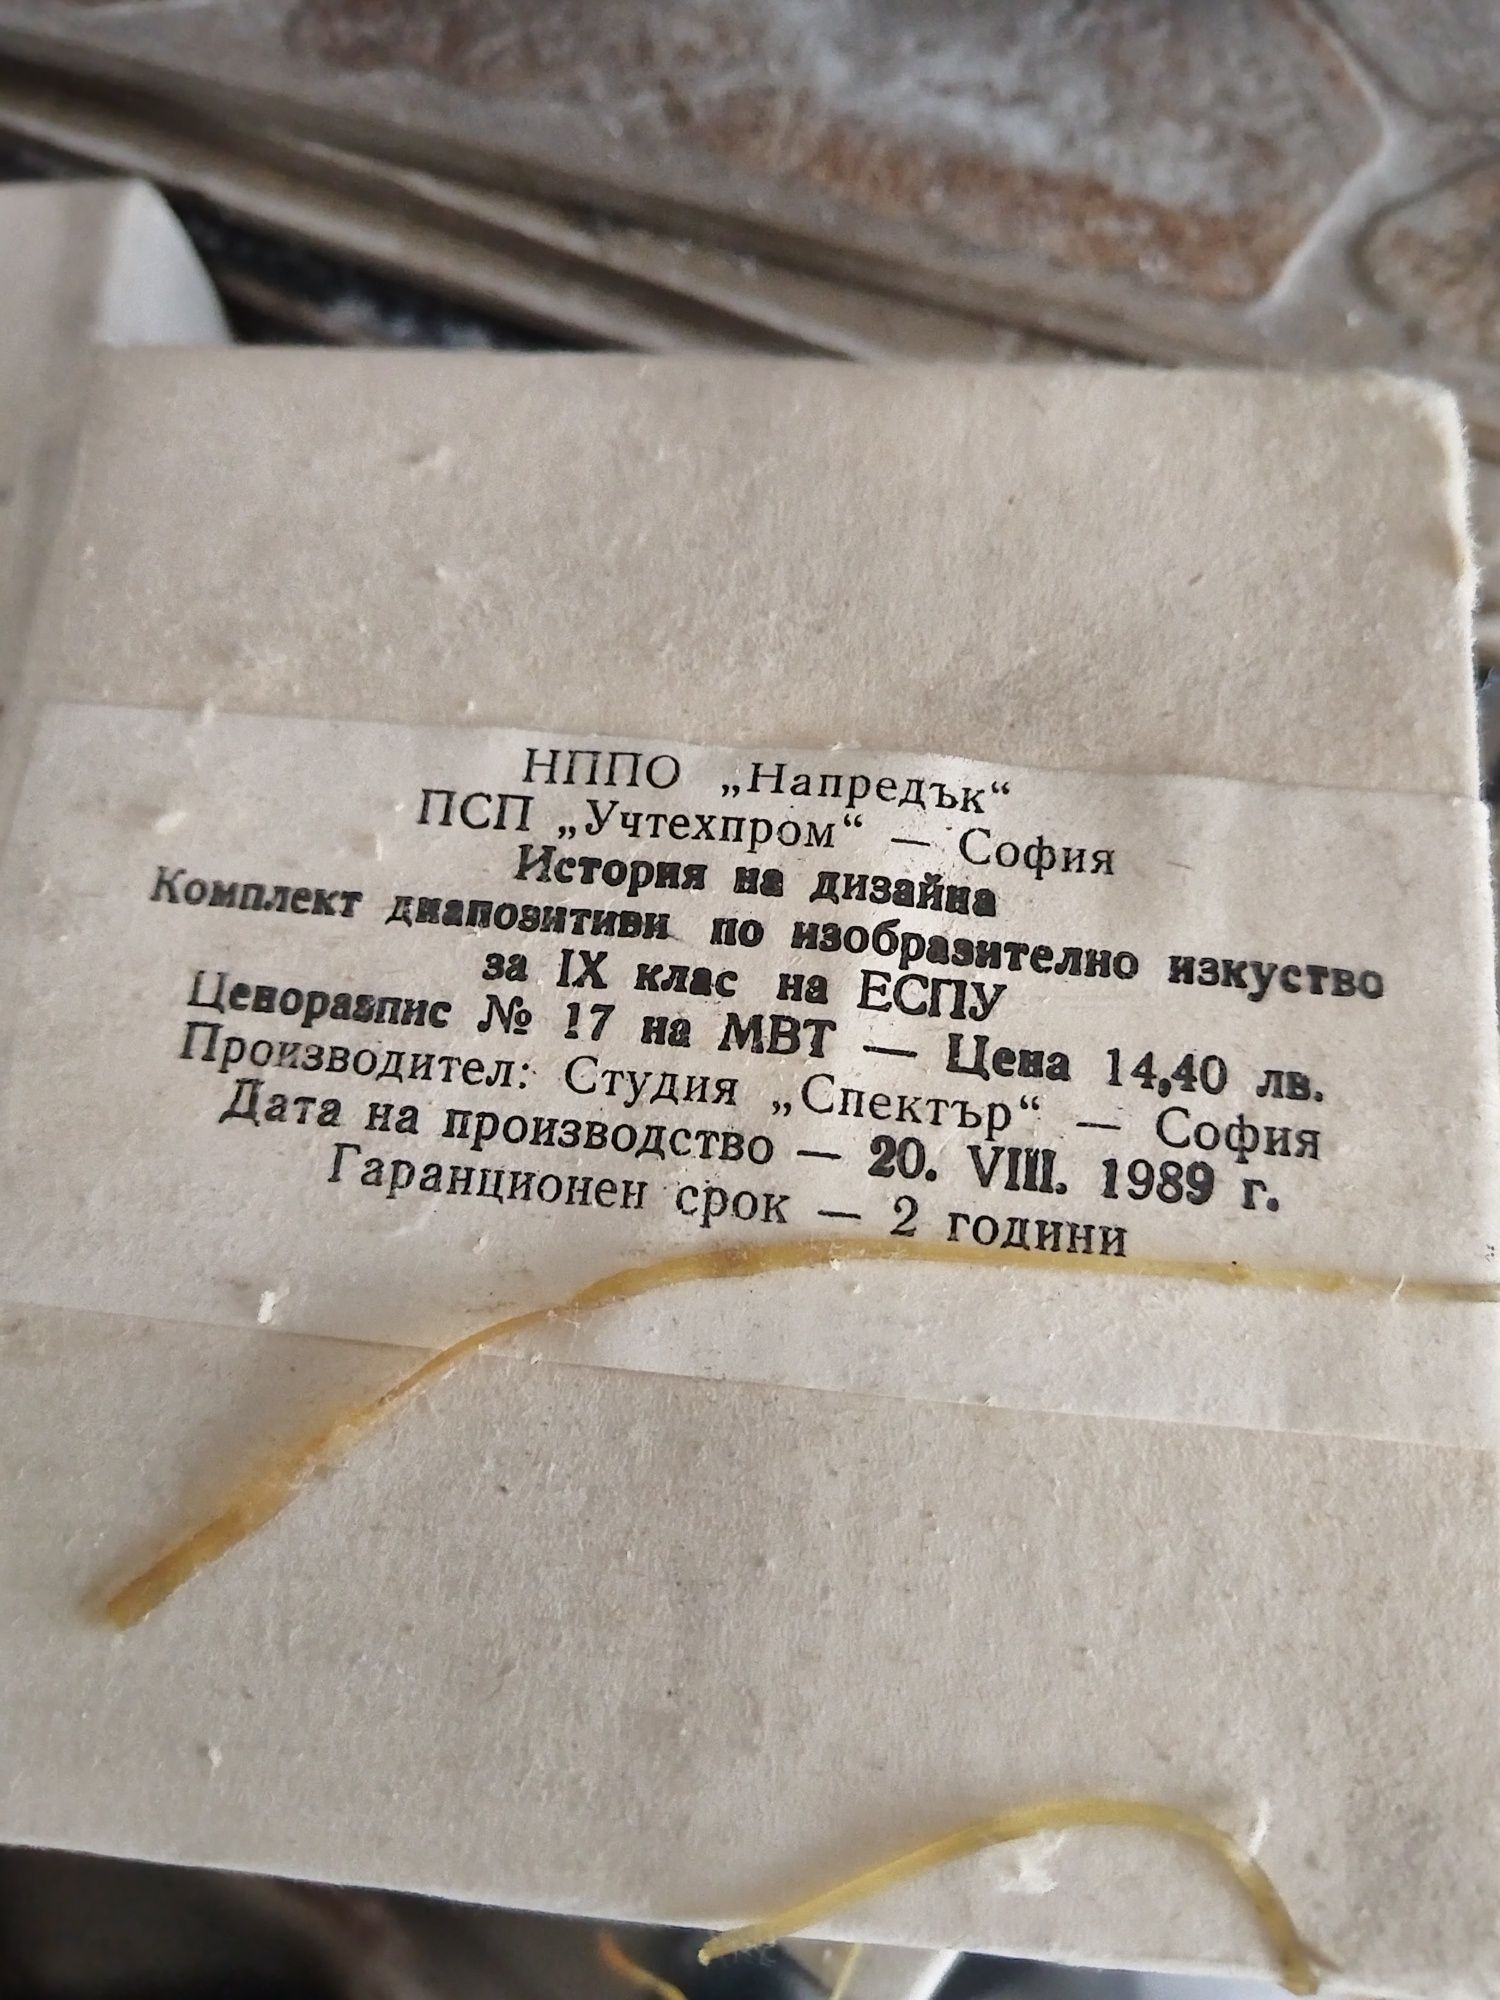 НППО „Напредък“
ПСП „Учтехпром“ — София
История на дизайна
Комплект диапозитиви по изобразително изкуство
за IX клас на ЕСПУ
Ценоразпис № 17 на МВТ — Цена 14,40 лв.
Производител: Студия „Спектър“ — София
Дата на производство — 20. VIII. 1989 г.
Гаранционен срок — 2 години